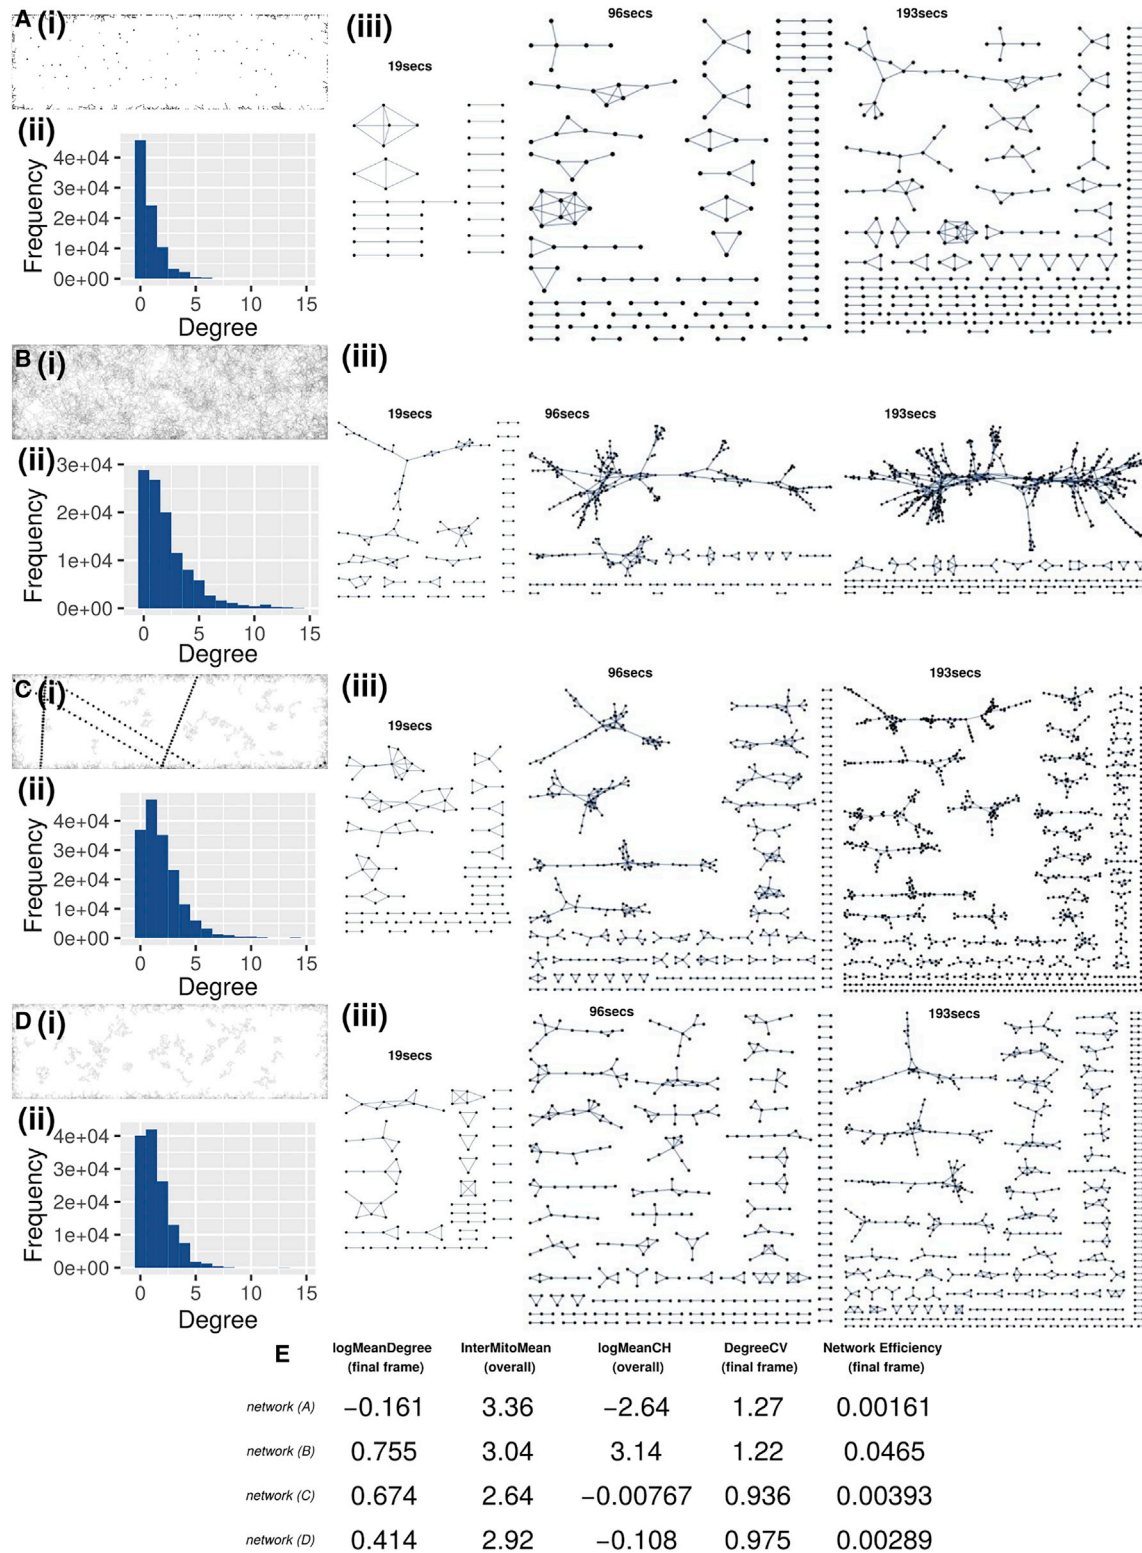 A (i)
(ii)
4e+04
3e+04
2e+04
1e+04
0e+00
Frequency
0 5 10 15
Degree
(iii)
19secs
96secs
193secs
B (i)
(ii)
3e+04
2e+04
1e+04
0e+00
Frequency
0 5 10 15
Degree
(iii)
19secs
96secs
193secs
C (i)
(ii)
4e+04
3e+04
2e+04
1e+04
0e+00
Frequency
0 5 10 15
Degree
(iii)
19secs
96secs
193secs
D (i)
(ii)
4e+04
3e+04
2e+04
1e+04
0e+00
Frequency
0 5 10 15
Degree
(iii)
19secs
96secs
193secs
E
logMeanDegree InterMitoMean logMeanCH DegreeCV Network Efficiency
(final frame) (overall) (overall) (final frame) (final frame)
network (A) −0.161 3.36 −2.64 1.27 0.00161
network (B) 0.755 3.04 3.14 1.22 0.0465
network (C) 0.674 2.64 −0.00767 0.936 0.00393
network (D) 0.414 2.92 −0.108 0.975 0.00289